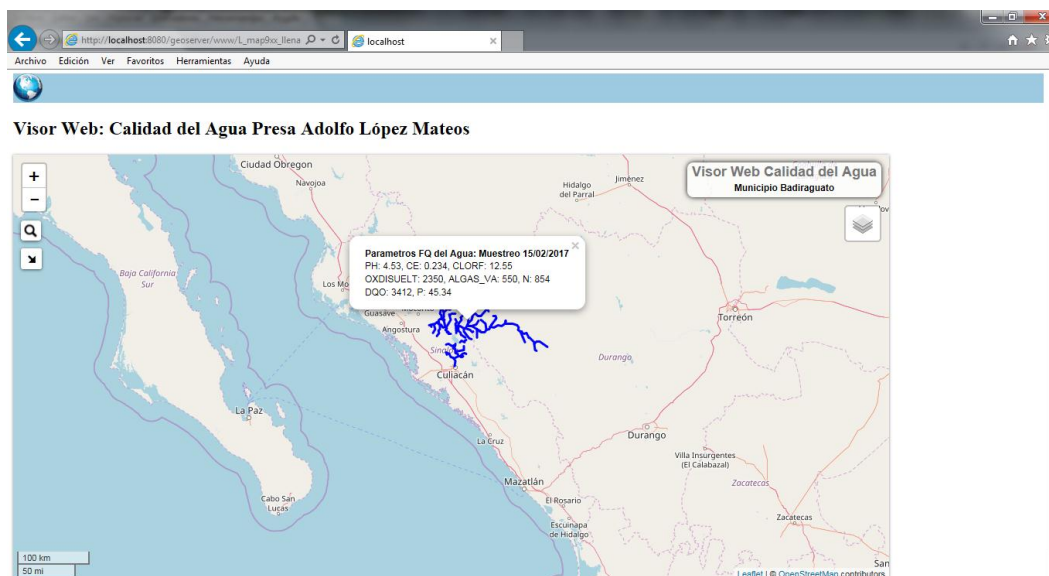 http://localhost:8080/geoserver/www/L_map9xx_llena
localhost
Archivo Edición Ver Favoritos Herramientas Ayuda
Visor Web: Calidad del Agua Presa Adolfo López Mateos
Visor Web Calidad del Agua
Municipio Badiraguato
Ciudad Obregon
Navojoa
Hidalgo
del Parral
Jiménez
Parametros FQ del Agua: Muestreo 15/02/2017
PH: 4.53, CE: 0.234, CLORF: 12.55
OXDISUELT: 2350, ALGAS_VA: 550, N: 854
DQO: 3412, P: 45.34
Baja California
Sur
Los Mo
Guasave
Angostura
Torreón
Durango
Culiacán
La Paz
La Cruz
Durango
Villa Insurgentes
(El Calabazal)
Zacatecas
Mazatlán
Cabo San
Lucas
El Rosario
Escuinapa
de Hidalgo
Zacatecas
100 km
50 mi
San
Leaflet | © OpenStreetMap contributors